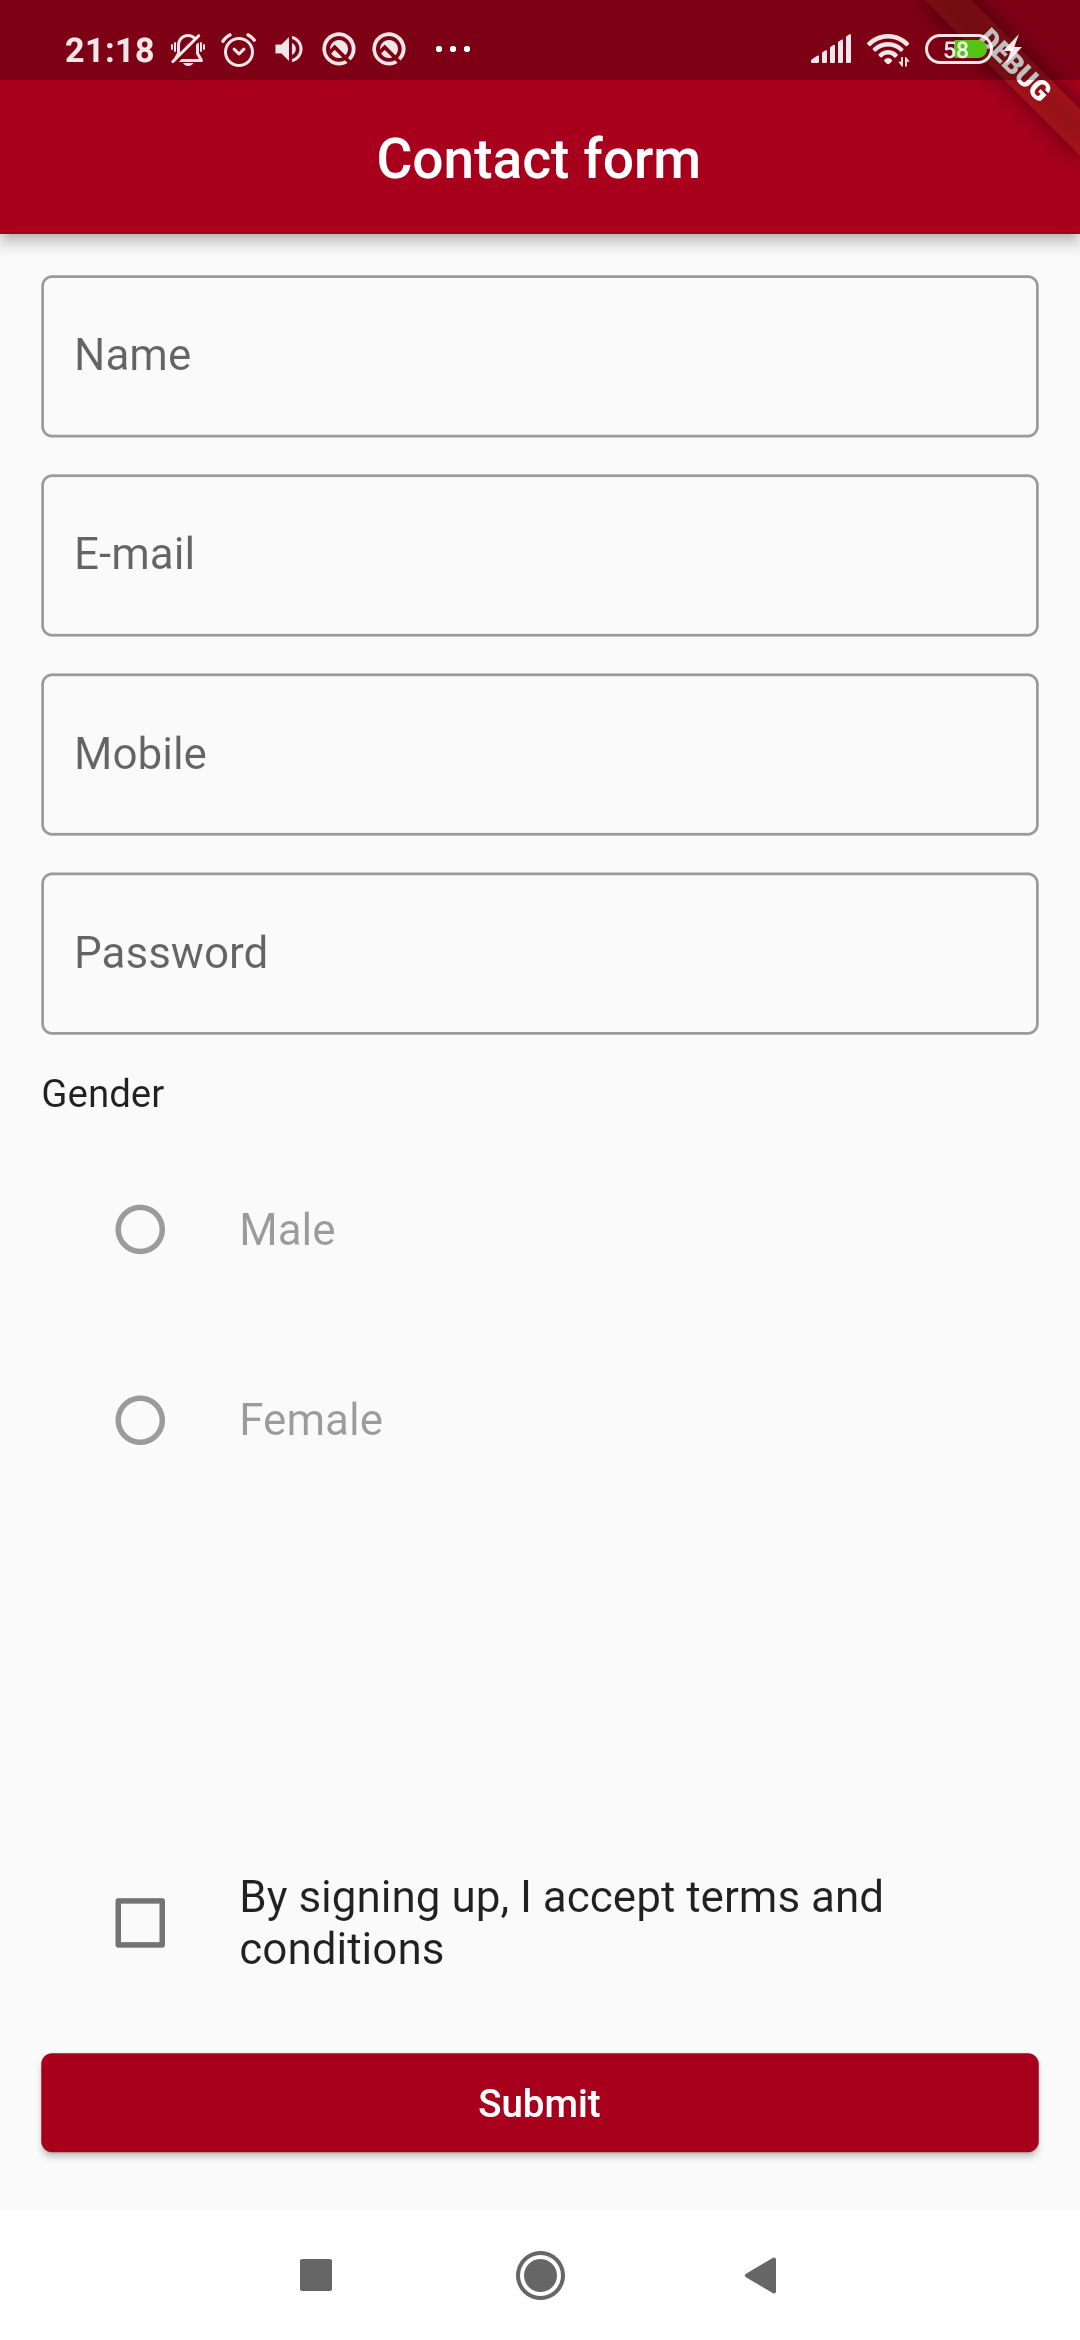 21:18
58
DEBUG
Contact form
Name
E-mail
Mobile
Password
Gender
Male
Female
By signing up, I accept terms and
conditions
Submit